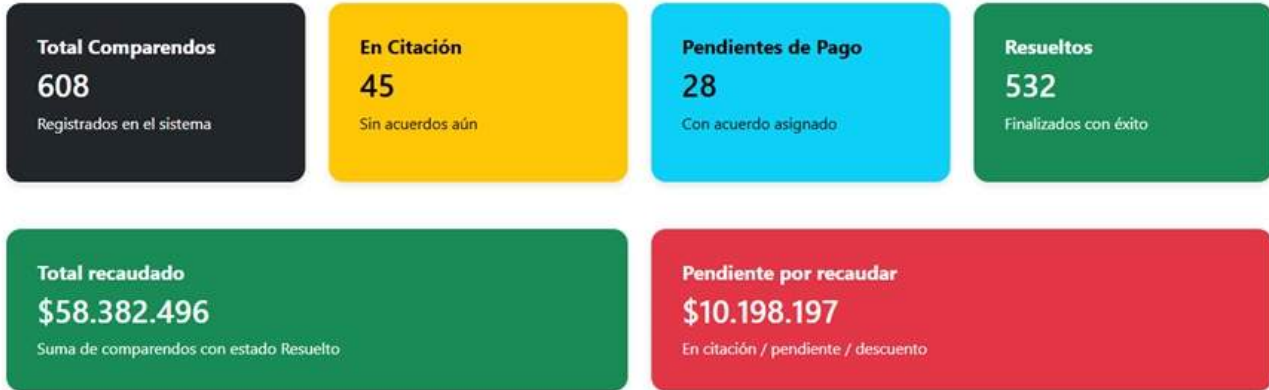 Total Comparendos
608
Registrados en el sistema
En Citación
45
Sin acuerdos aún
Pendientes de Pago
28
Con acuerdo asignado
Resueltos
532
Finalizados con éxito
Total recaudado
$58.382.496
Suma de comparendos con estado Resuelto
Pendiente por recaudar
$10.198.197
En citación / pendiente / descuento